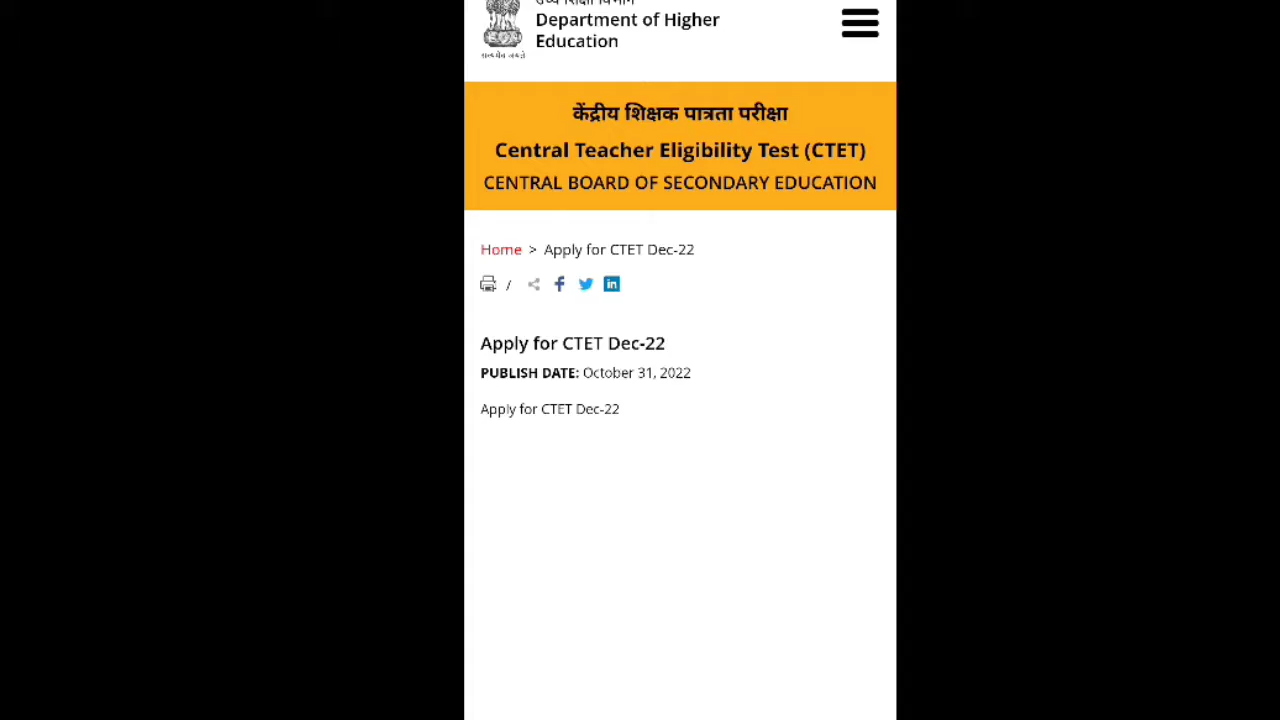 Department of Higher
Education
केंद्रीय शिक्षक पात्रता परीक्षा
Central Teacher Eligibility Test (CTET)
CENTRAL BOARD OF SECONDARY EDUCATION
Home > Apply for CTET Dec-22
/
Apply for CTET Dec-22
PUBLISH DATE: October 31, 2022
Apply for CTET Dec-22